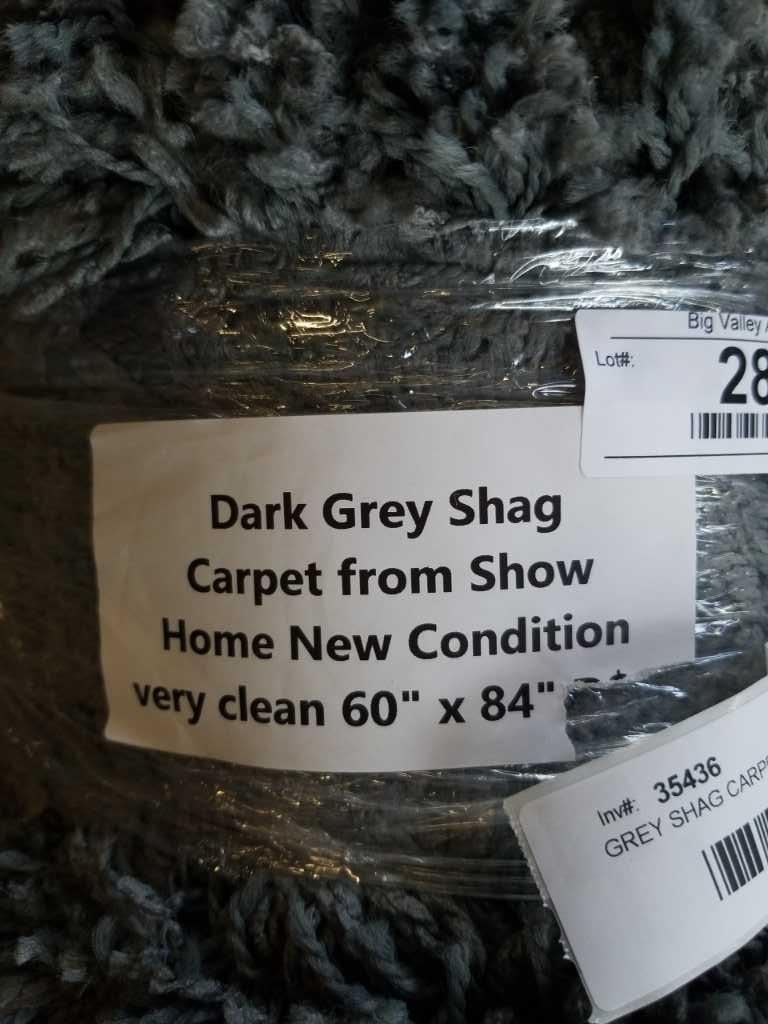 Big Valley
Lot#:
28
Dark Grey Shag
Carpet from Show
Home New Condition
very clean 60" x 84"
Inv#: 35436
GREY SHAG